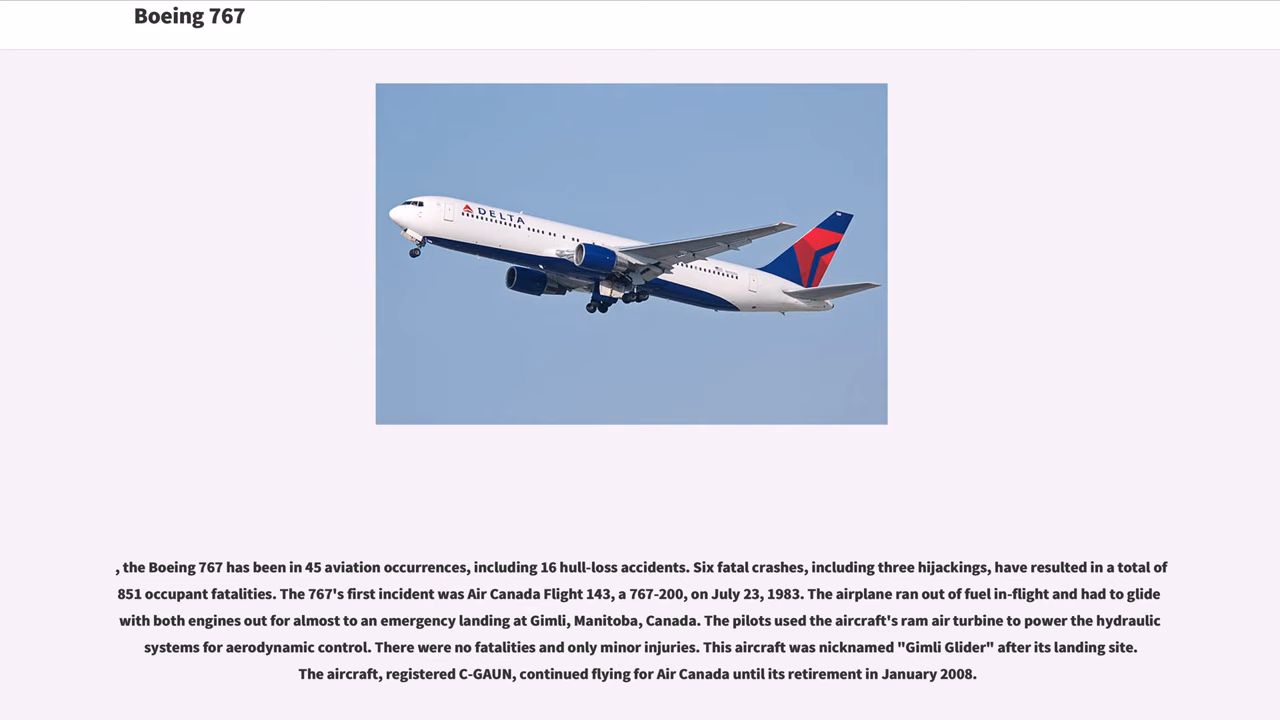 Boeing 767
DELTA
, the Boeing 767 has been in 45 aviation occurrences, including 16 hull-loss accidents. Six fatal crashes, including three hijackings, have resulted in a total of
851 occupant fatalities. The 767's first incident was Air Canada Flight 143, a 767-200, on July 23, 1983. The airplane ran out of fuel in-flight and had to glide
with both engines out for almost to an emergency landing at Gimli, Manitoba, Canada. The pilots used the aircraft's ram air turbine to power the hydraulic
systems for aerodynamic control. There were no fatalities and only minor injuries. This aircraft was nicknamed "Gimli Glider" after its landing site.
The aircraft, registered C-GAUN, continued flying for Air Canada until its retirement in January 2008.